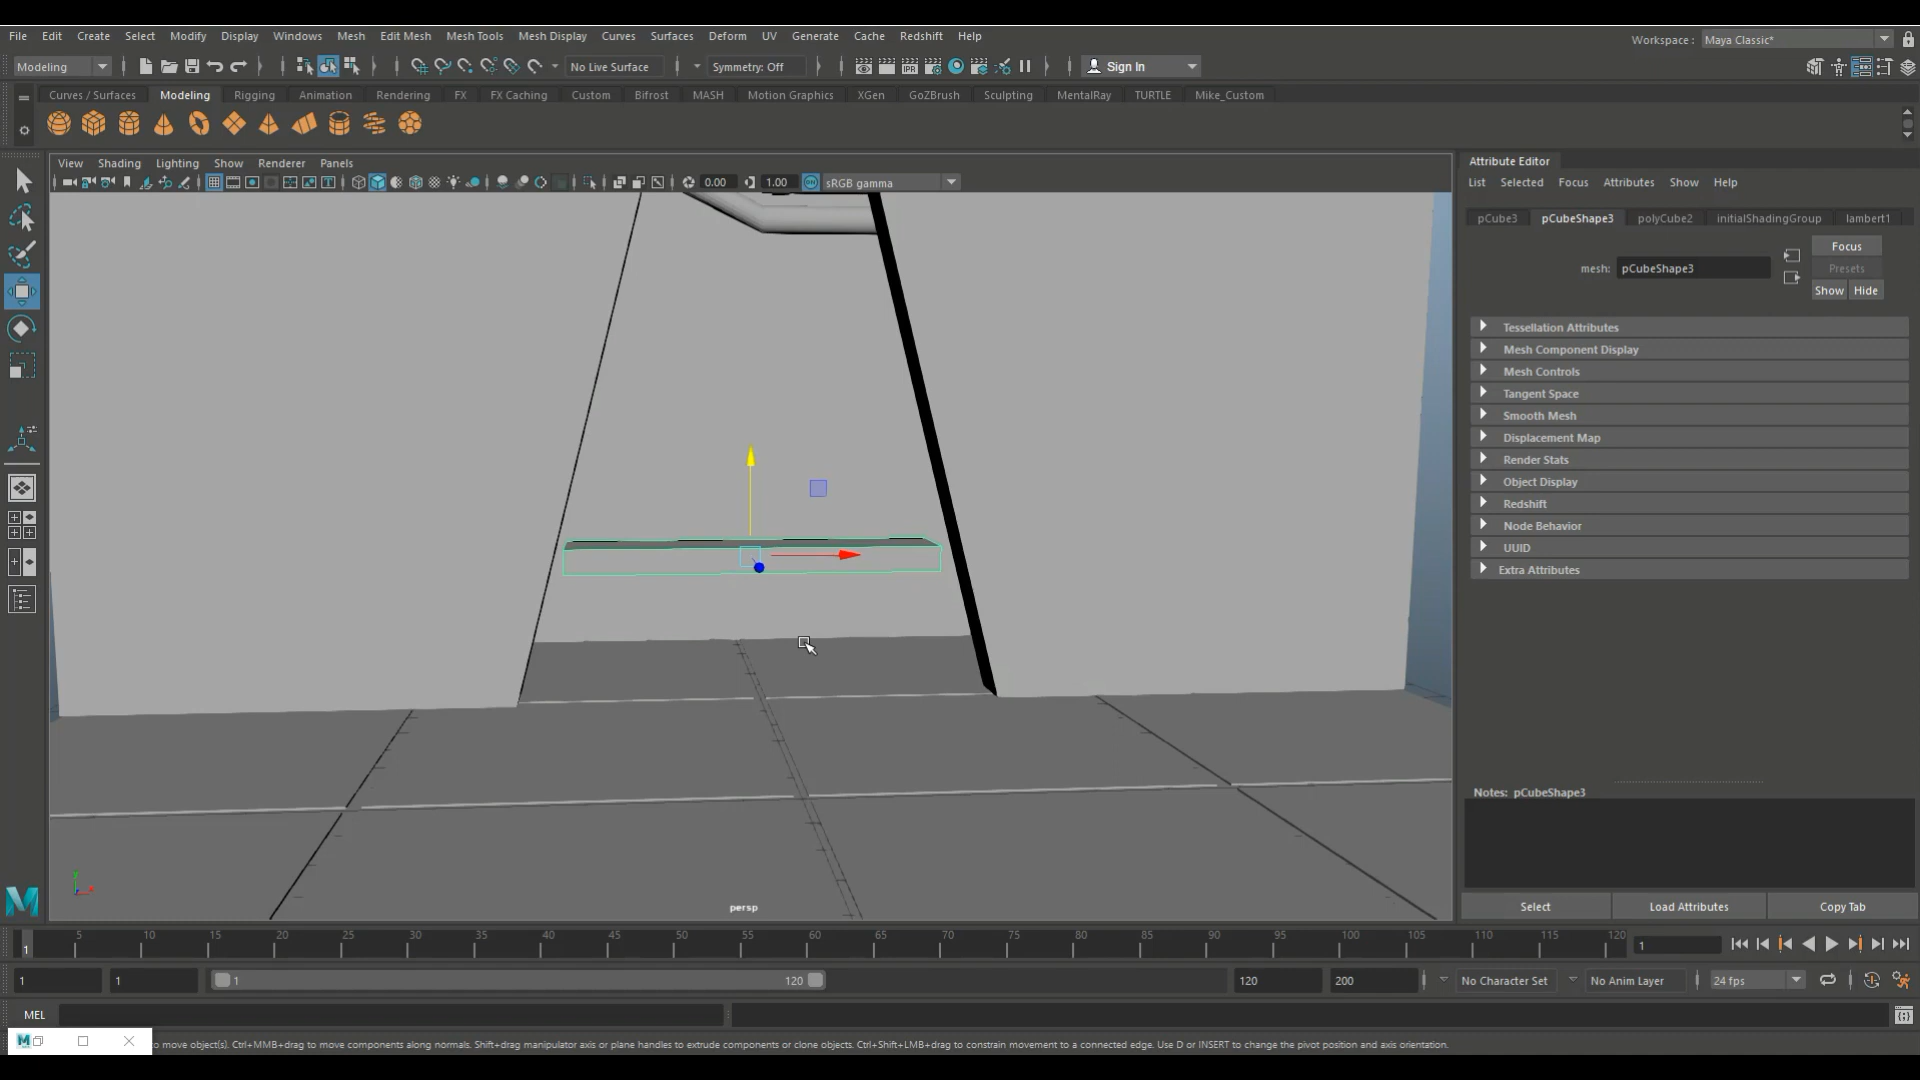 File Edit Create Select Modify Display Windows Mesh Edit Mesh Mesh Tools Mesh Display Curves Surfaces Deform UV Generate Cache Redshift Help
Workspace : Maya Classic*
Modeling No Live Surface Symmetry: Off Sign In
Curves / Surfaces Modeling Rigging Animation Rendering FX FX Caching Custom Bifrost MASH Motion Graphics XGen GoZBrush Sculpting MentalRay TURTLE Mike_Custom
View Shading Lighting Show Renderer Panels
0.00 1.00 sRGB gamma
Attribute Editor
List Selected Focus Attributes Show Help
pCube3 pCubeShape3 polyCube2 initialShadingGroup lambert1
Focus
mesh: pCubeShape3
Presets
Show Hide
Tessellation Attributes
Mesh Component Display
Mesh Controls
Tangent Space
Smooth Mesh
Displacement Map
Render Stats
Object Display
Redshift
Node Behavior
UUID
Extra Attributes
Notes: pCubeShape3
Select Load Attributes Copy Tab
persp
1 5 10 15 20 25 30 35 40 45 50 55 60 65 70 75 80 85 90 95 100 105 110 115 120 1
1 1 1 120 120 200 No Character Set No Anim Layer 24 fps
MEL
to move object(s). Ctrl+MMB+drag to move components along normals. Shift+drag manipulator axis or plane handles to extrude components or clone objects. Ctrl+Shift+LMB+drag to constrain movement to a connected edge. Use D or INSERT to change the pivot position and axis orientation.